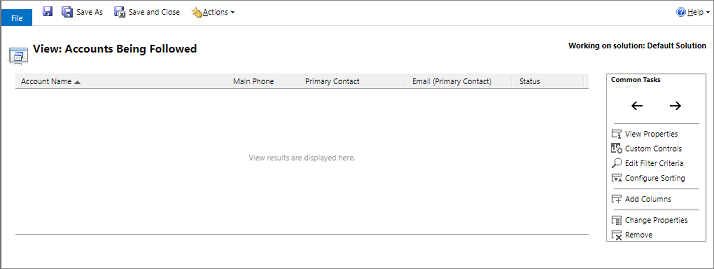 File Save As Save and Close Actions Help
View: Accounts Being Followed
Working on solution: Default Solution
Account Name Main Phone Primary Contact Email (Primary Contact) Status
View results are displayed here.
Common Tasks
View Properties
Custom Controls
Edit Filter Criteria
Configure Sorting
Add Columns
Change Properties
Remove